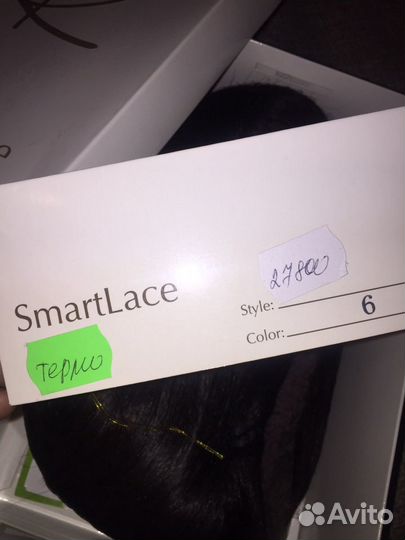 27800
SmartLace
Style: 6
Color:
термо
Avito